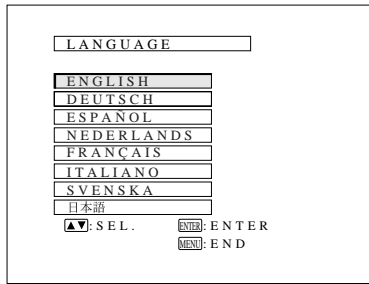 LANGUAGE
ENGLISH
DEUTSCH
ESPAÑOL
NEDERLANDS
FRANÇAIS
ITALIANO
SVENSKA
日本語
▲▼:SEL. ENTER:ENTER
MENU:END